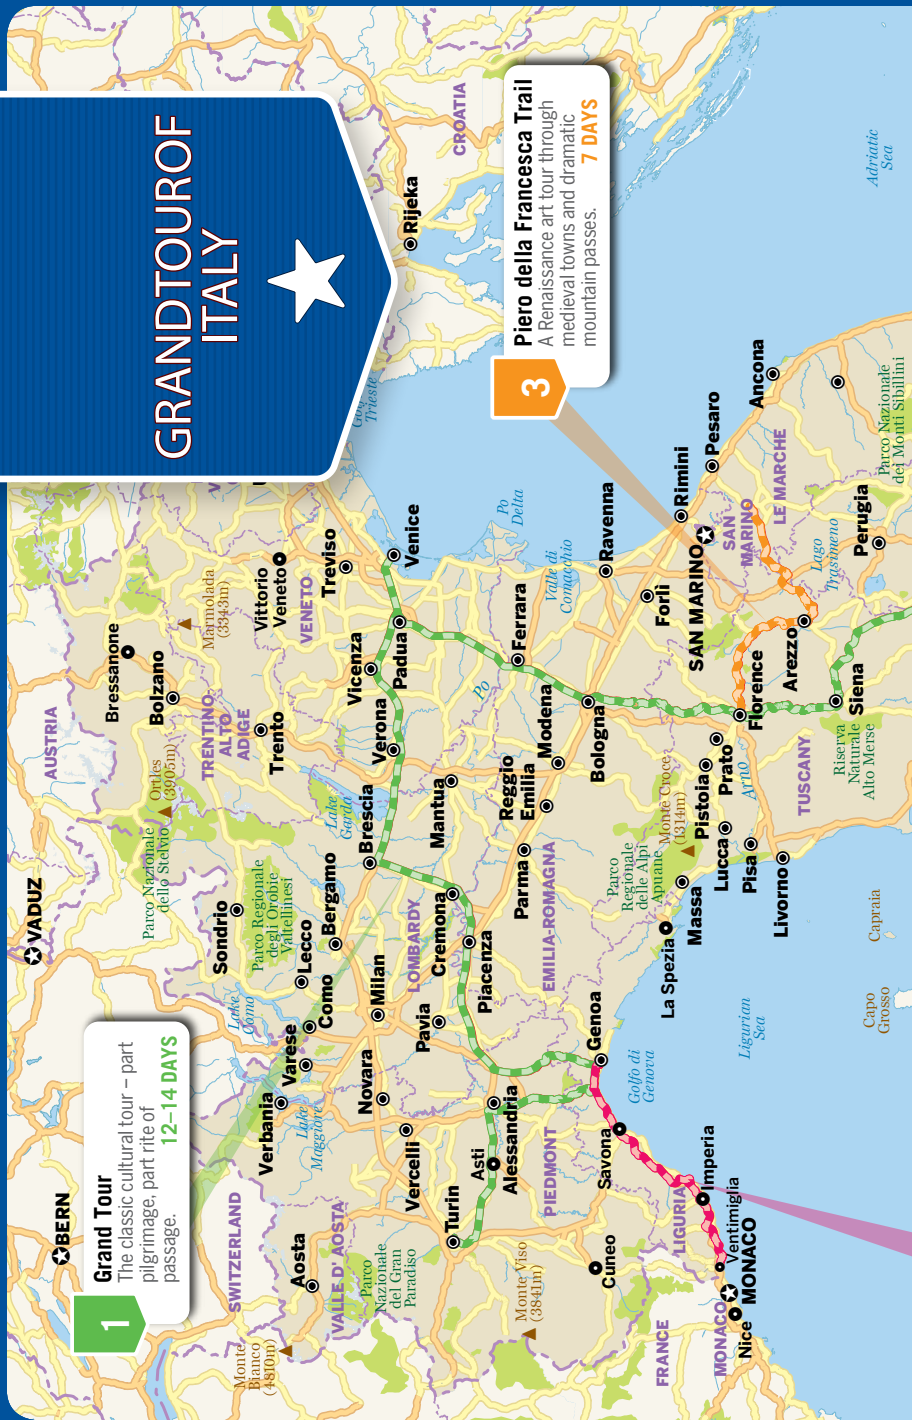 GRANDTOUROF
ITALY
1
Grand Tour
The classic cultural tour – part
pilgrimage, part rite of
passage.
12–14 DAYS
3
Piero della Francesca Trail
A Renaissance art tour through
medieval towns and dramatic
mountain passes.
7 DAYS
BERN
VADUZ
AUSTRIA
SWITZERLAND
CROATIA
Rijeka
Adriatic
Sea
Trieste
Bressanone
Bolzano
Ortles
(3905m)
Marmolada
(3343m)
TRENTINO-
ALTO
ADIGE
Trento
Parco Nazionale
dello Stelvio
Sondrio
Parco Regionale
degli Orobie
Valtellinesi
Vittorio
Veneto
VENETO
Treviso
Venice
Vicenza
Padua
Verona
Lake
Garda
Brescia
Bergamo
Lecco
Como
Lake
Como
Varese
Verbania
Lake
Maggiore
Milan
LOMBARDY
Novara
Vercelli
Pavia
Cremona
Piacenza
Mantua
Monte
Bianco
(4810m)
Aosta
VALLE D' AOSTA
Parco
Nazionale
del Gran
Paradiso
Turin
Asti
Alessandria
PIEDMONT
Monte Viso
(3841m)
Cuneo
Po
Po
Delta
Ferrara
Valle di
Comacchio
Ravenna
Modena
Reggio
Emilia
Parma
EMILIA-ROMAGNA
Bologna
Forlì
Rimini
Pesaro
SAN MARINO
SAN
MARINO
Ancona
LE MARCHE
Parco Nazionale
dei Monti Sibillini
Perugia
Lago
Trasimeno
Arezzo
Florence
Siena
Riserva
Naturale
Alto Merse
TUSCANY
Arno
Prato
Pistoia
Monte Croce
(1314m)
Parco
Regionale
delle Alpi
Apuane
Lucca
Pisa
Livorno
Massa
La Spezia
Genoa
Golfo di
Genova
Savona
LIGURIA
Imperia
Ventimiglia
MONACO
MONACO
Nice
FRANCE
Ligurian
Sea
Capraia
Capo
Grosso